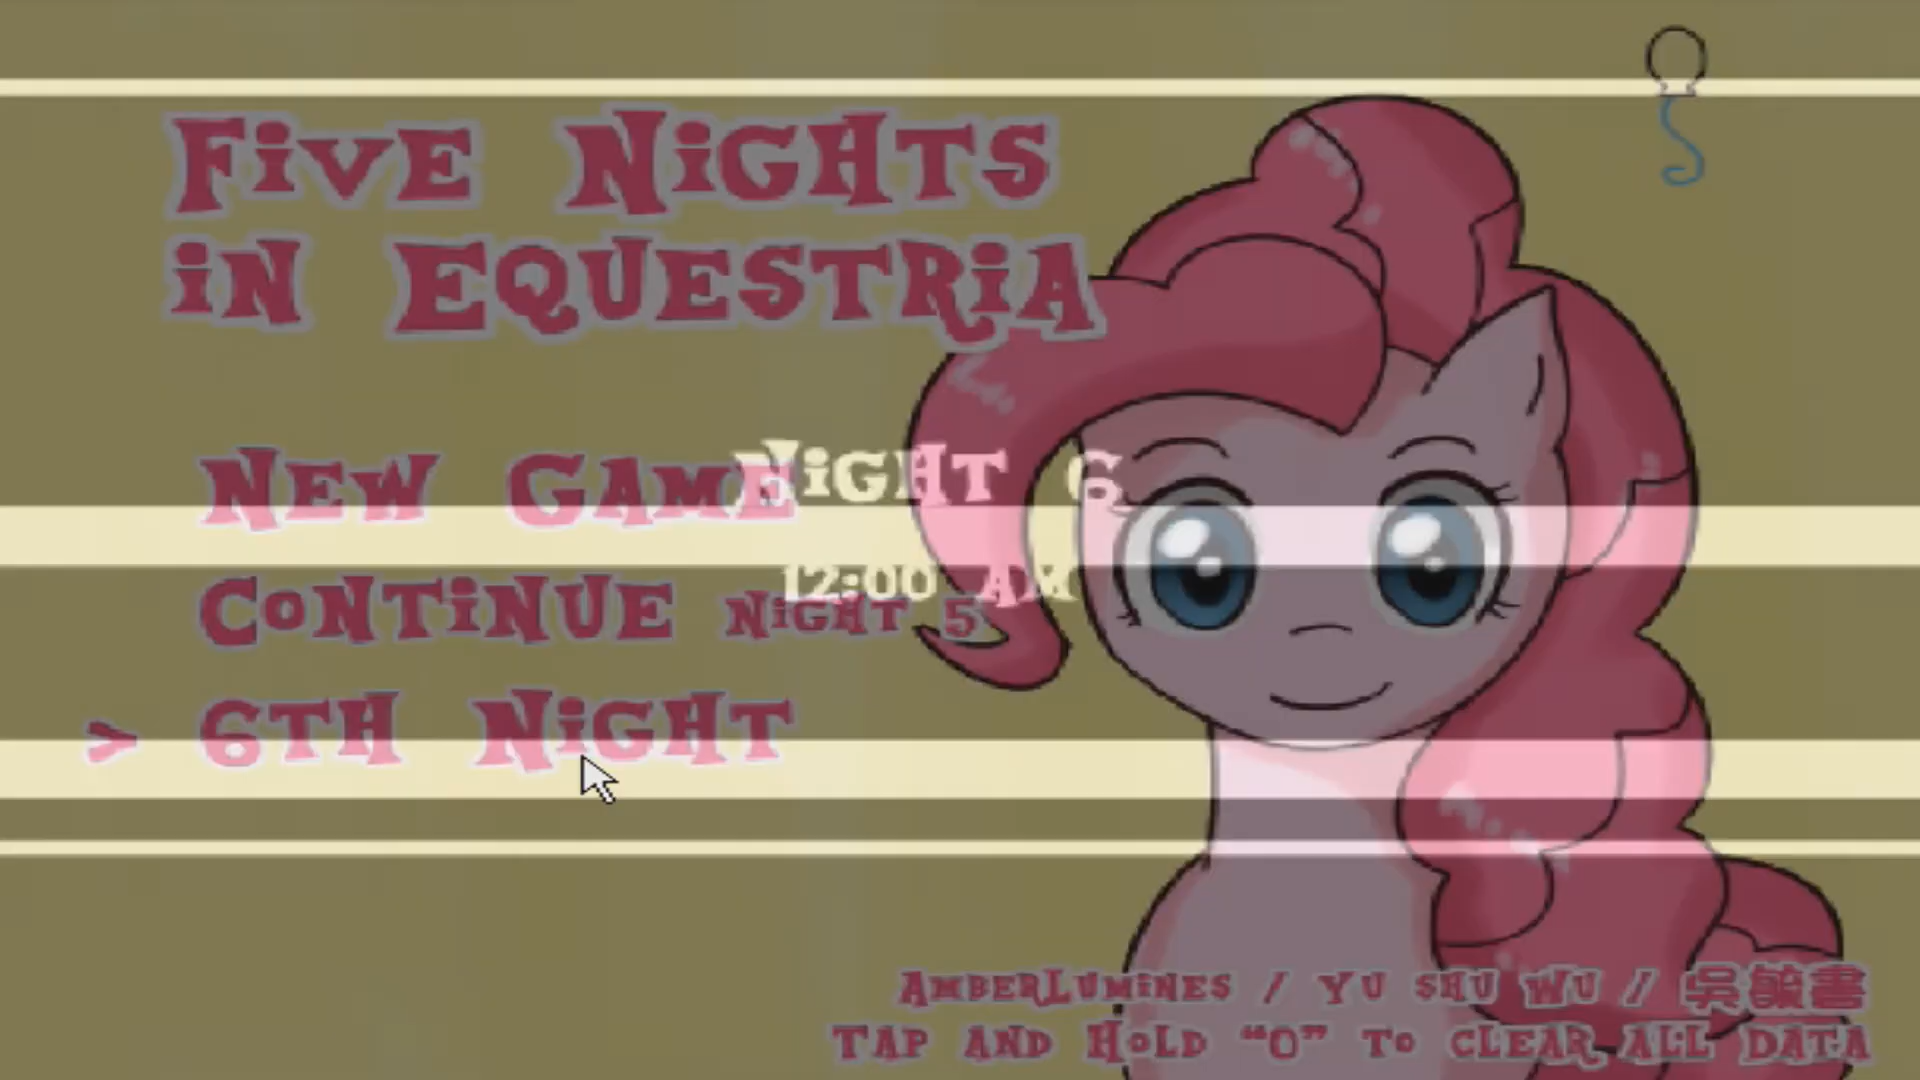 Five Nights
in Equestria
New Game
Night 6
12:00 AM
Continue Night 5
> 6th Night
AmberLumines / Yu Shu Wu / 吳毓書
Tap and Hold “0” to clear all data